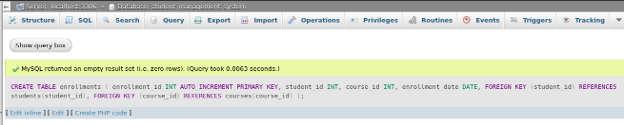 Server: localhost:3306 » Database: student_management_system
Structure SQL Search Query Export Import Operations Privileges Routines Events Triggers Tracking
Show query box
MySQL returned an empty result set (i.e. zero rows). (Query took 0.0063 seconds.)
CREATE TABLE enrollments ( enrollment_id INT AUTO_INCREMENT PRIMARY KEY, student_id INT, course_id INT, enrollment_date DATE, FOREIGN KEY (student_id) REFERENCES
students(student_id), FOREIGN KEY (course_id) REFERENCES courses(course_id) );
[ Edit inline ] [ Edit ] [ Create PHP code ]